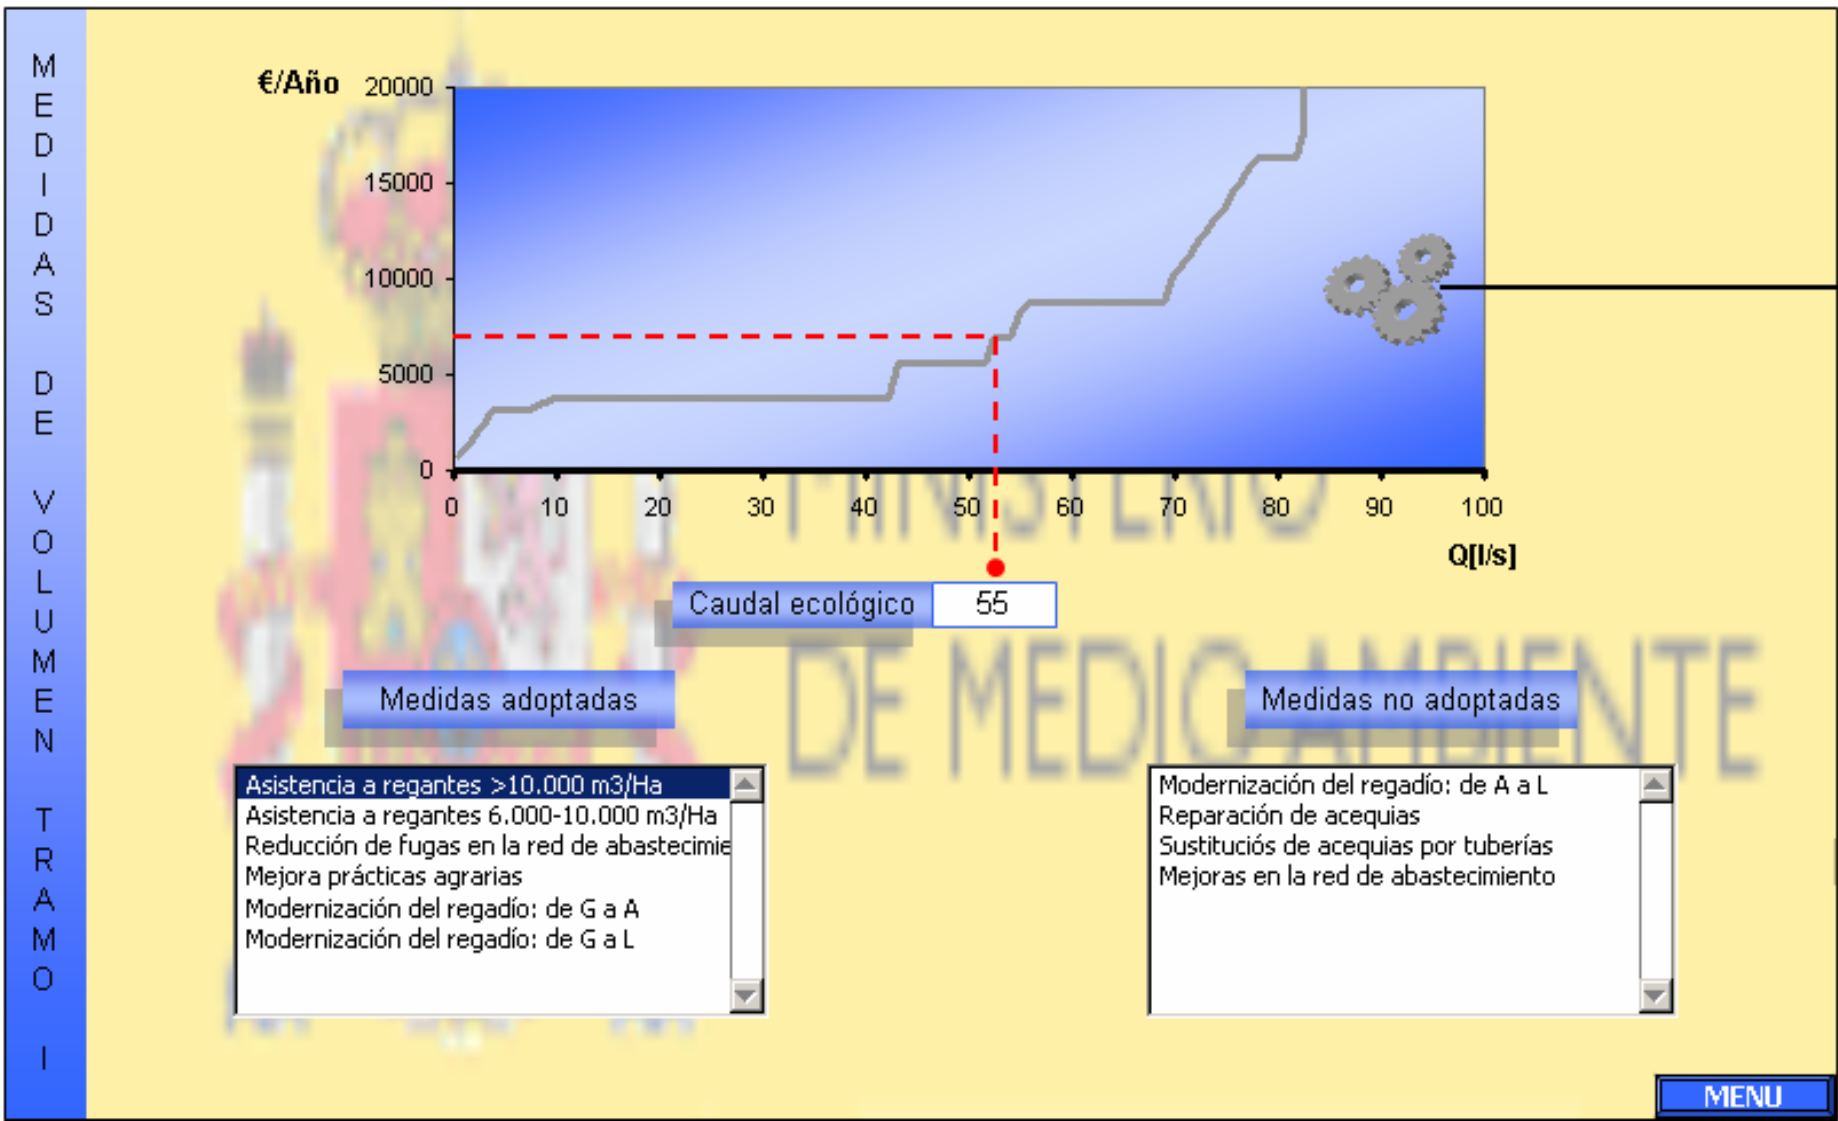 MEDIDAS DE VOLUMEN TRAMO I
€/Año
20000
15000
10000
5000
0
0 10 20 30 40 50 60 70 80 90 100
Q[l/s]
MINISTERIO
DE MEDIO AMBIENTE
Caudal ecológico 55
Medidas adoptadas
Asistencia a regantes >10.000 m3/Ha
Asistencia a regantes 6.000-10.000 m3/Ha
Reducción de fugas en la red de abastecimie
Mejora prácticas agrarias
Modernización del regadío: de G a A
Modernización del regadío: de G a L
Medidas no adoptadas
Modernización del regadío: de A a L
Reparación de acequias
Sustituciós de acequias por tuberías
Mejoras en la red de abastecimiento
MENU